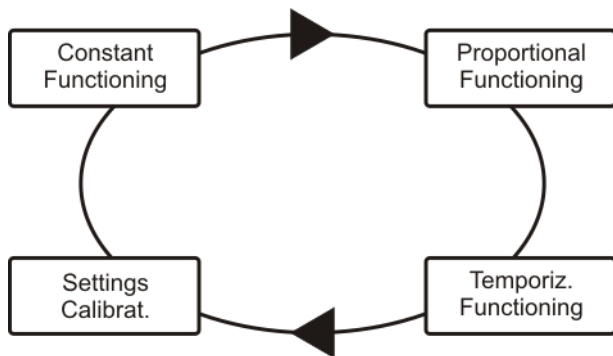 Constant
Functioning
Proportional
Functioning
Settings
Calibrat.
Temporiz.
Functioning